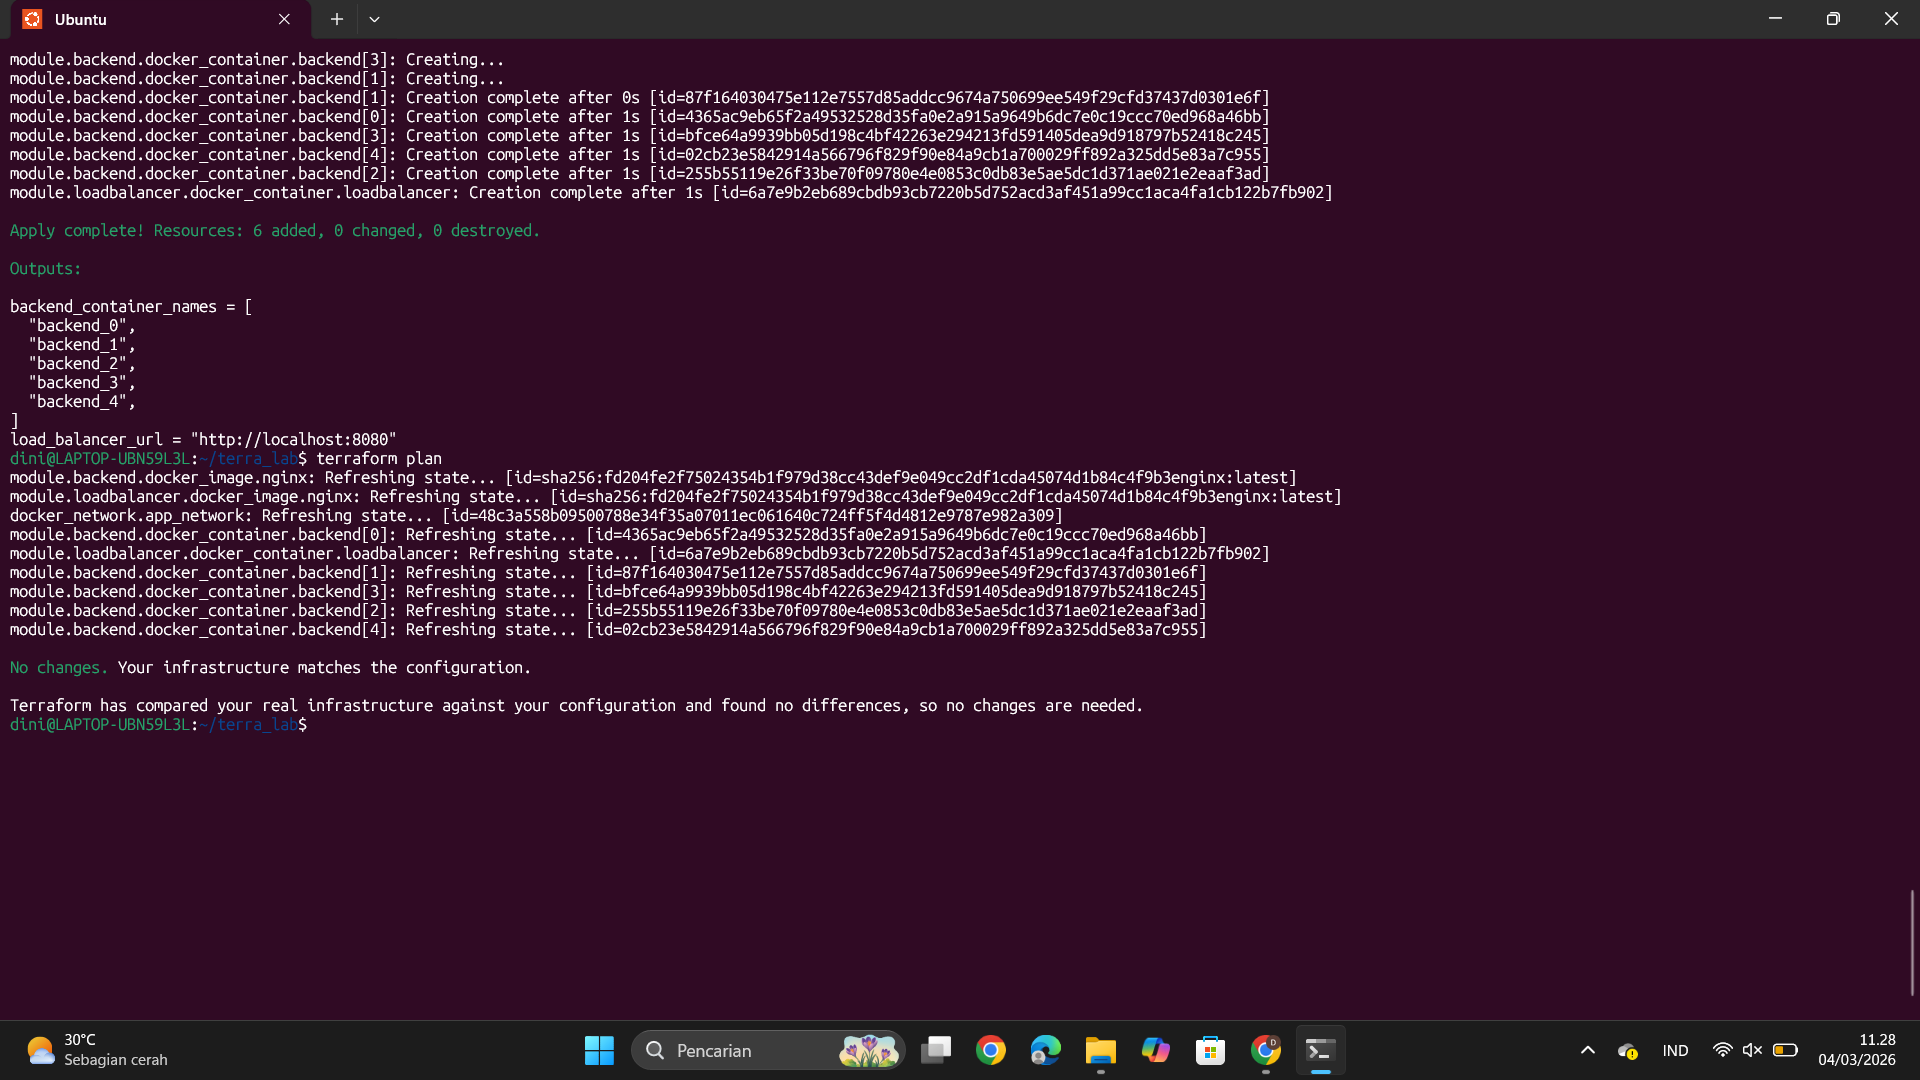 Ubuntu
module.backend.docker_container.backend[3]: Creating...
module.backend.docker_container.backend[1]: Creating...
module.backend.docker_container.backend[1]: Creation complete after 0s [id=87f164030475e112e7557d85addcc9674a750699ee549f29cfd37437d0301e6f]
module.backend.docker_container.backend[0]: Creation complete after 1s [id=4365ac9eb65f2a49532528d35fa0e2a915a9649b6dc7e0c19ccc70ed968a46bb]
module.backend.docker_container.backend[3]: Creation complete after 1s [id=bfce64a9939bb05d198c4bf42263e294213fd591405dea9d918797b52418c245]
module.backend.docker_container.backend[4]: Creation complete after 1s [id=02cb23e5842914a566796f829f90e84a9cb1a700029ff892a325dd5e83a7c955]
module.backend.docker_container.backend[2]: Creation complete after 1s [id=255b55119e26f33be70f09780e4e0853c0db83e5ae5dc1d371ae021e2eaaf3ad]
module.loadbalancer.docker_container.loadbalancer: Creation complete after 1s [id=6a7e9b2eb689cbdb93cb7220b5d752acd3af451a99cc1aca4fa1cb122b7fb902]
Apply complete! Resources: 6 added, 0 changed, 0 destroyed.
Outputs:
backend_container_names = [
  "backend_0",
  "backend_1",
  "backend_2",
  "backend_3",
  "backend_4",
]
load_balancer_url = "http://localhost:8080"
dini@LAPTOP-UBN59L3L:~/terra_lab$ terraform plan
module.backend.docker_image.nginx: Refreshing state... [id=sha256:fd204fe2f75024354b1f979d38cc43def9e049cc2df1cda45074d1b84c4f9b3enginx:latest]
module.loadbalancer.docker_image.nginx: Refreshing state... [id=sha256:fd204fe2f75024354b1f979d38cc43def9e049cc2df1cda45074d1b84c4f9b3enginx:latest]
docker_network.app_network: Refreshing state... [id=48c3a558b09500788e34f35a07011ec061640c724ff5f4d4812e9787e982a309]
module.backend.docker_container.backend[0]: Refreshing state... [id=4365ac9eb65f2a49532528d35fa0e2a915a9649b6dc7e0c19ccc70ed968a46bb]
module.loadbalancer.docker_container.loadbalancer: Refreshing state... [id=6a7e9b2eb689cbdb93cb7220b5d752acd3af451a99cc1aca4fa1cb122b7fb902]
module.backend.docker_container.backend[1]: Refreshing state... [id=87f164030475e112e7557d85addcc9674a750699ee549f29cfd37437d0301e6f]
module.backend.docker_container.backend[3]: Refreshing state... [id=bfce64a9939bb05d198c4bf42263e294213fd591405dea9d918797b52418c245]
module.backend.docker_container.backend[2]: Refreshing state... [id=255b55119e26f33be70f09780e4e0853c0db83e5ae5dc1d371ae021e2eaaf3ad]
module.backend.docker_container.backend[4]: Refreshing state... [id=02cb23e5842914a566796f829f90e84a9cb1a700029ff892a325dd5e83a7c955]
No changes. Your infrastructure matches the configuration.
Terraform has compared your real infrastructure against your configuration and found no differences, so no changes are needed.
dini@LAPTOP-UBN59L3L:~/terra_lab$
30°C
Sebagian cerah
Pencarian
D
IND
11.28
04/03/2026